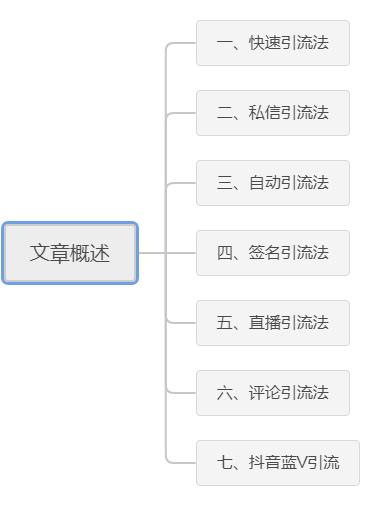 一、快速引流法
二、私信引流法
三、自动引流法
文章概述
四、签名引流法
五、直播引流法
六、评论引流法
七、抖音蓝V引流